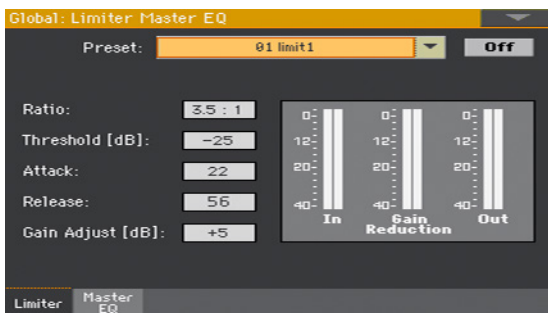 Global: Limiter Master EQ
Preset: 01 limit1 Off
Ratio: 3.5 : 1
Threshold [dB]: -25
Attack: 22
Release: 56
Gain Adjust [dB]: +5
0 0 0
12 12 12
20 20 20
40 40 40
In Gain Reduction Out
Limiter Master EQ